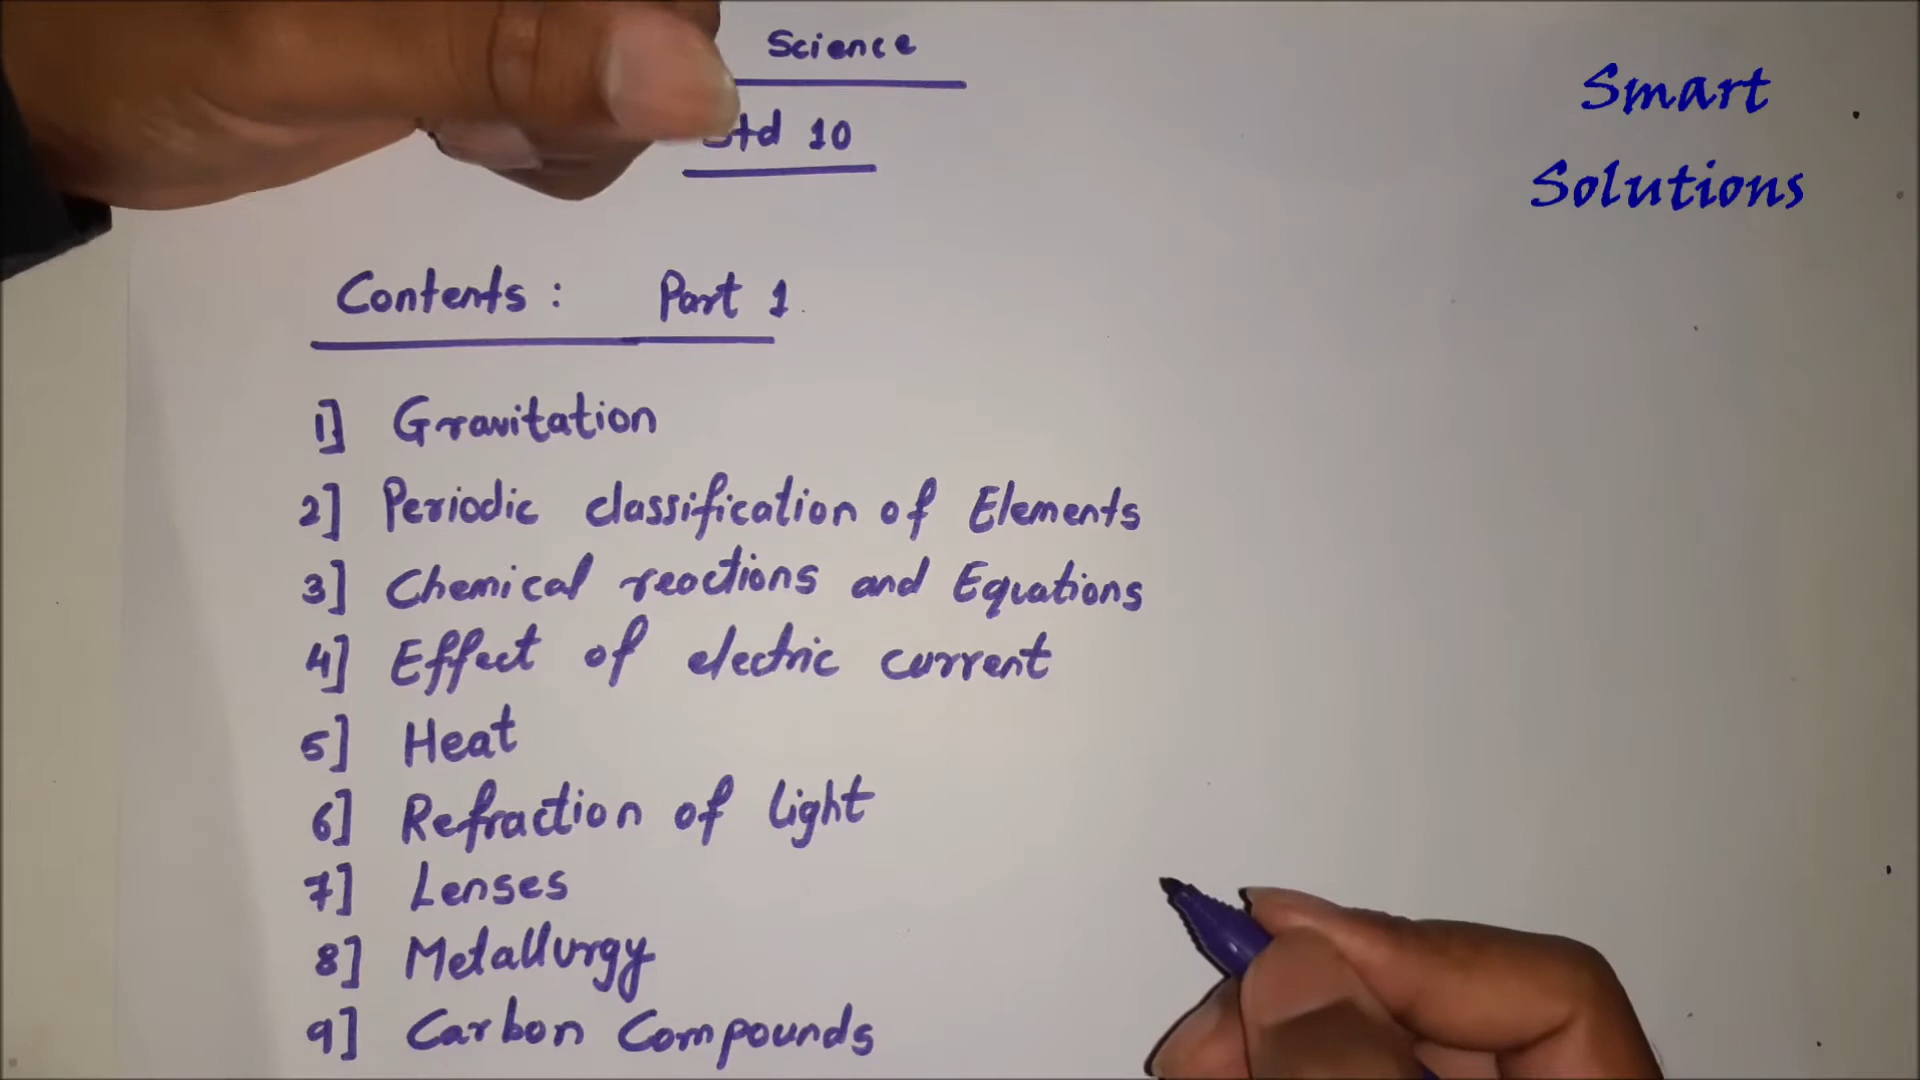 Science
Std 10
Smart
Solutions
Contents : Part 1
1] Gravitation
2] Periodic classification of Elements
3] Chemical reactions and Equations
4] Effect of electric current
5] Heat
6] Refraction of light
7] Lenses
8] Metallurgy
9] Carbon Compounds